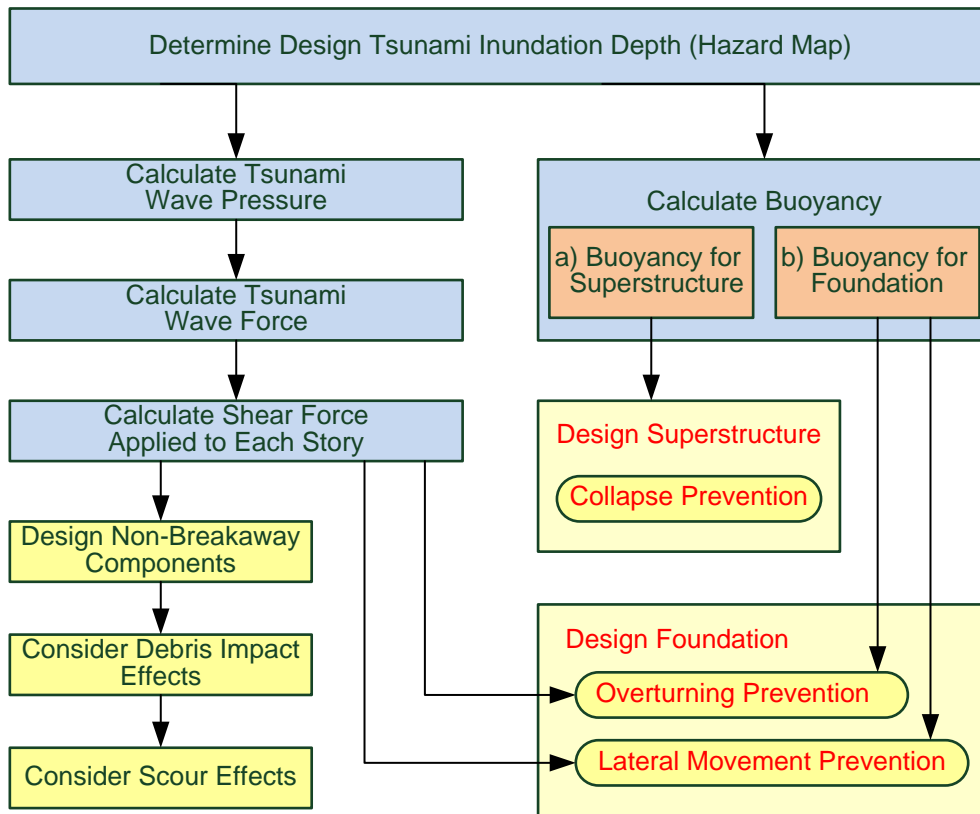 Determine Design Tsunami Inundation Depth (Hazard Map)
Calculate Tsunami
Wave Pressure
Calculate Tsunami
Wave Force
Calculate Shear Force
Applied to Each Story
Design Non-Breakaway
Components
Consider Debris Impact
Effects
Consider Scour Effects
Calculate Buoyancy
a) Buoyancy for
Superstructure
b) Buoyancy for
Foundation
Design Superstructure
Collapse Prevention
Design Foundation
Overturning Prevention
Lateral Movement Prevention